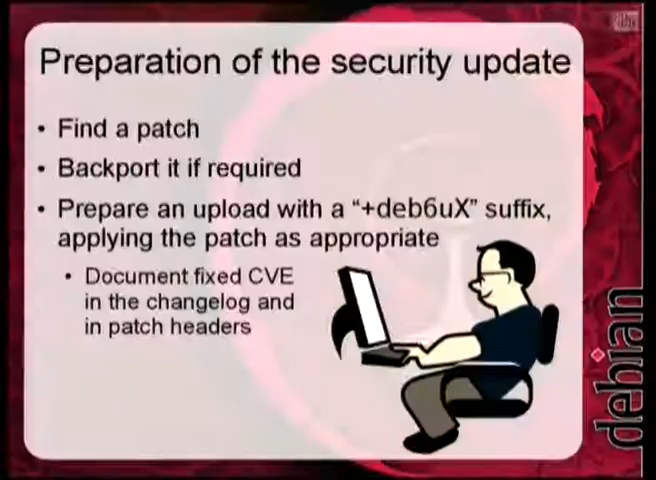 Preparation of the security update
• Find a patch
• Backport it if required
• Prepare an upload with a “+deb6uX” suffix,
applying the patch as appropriate
• Document fixed CVE
in the changelog and
in patch headers
debian